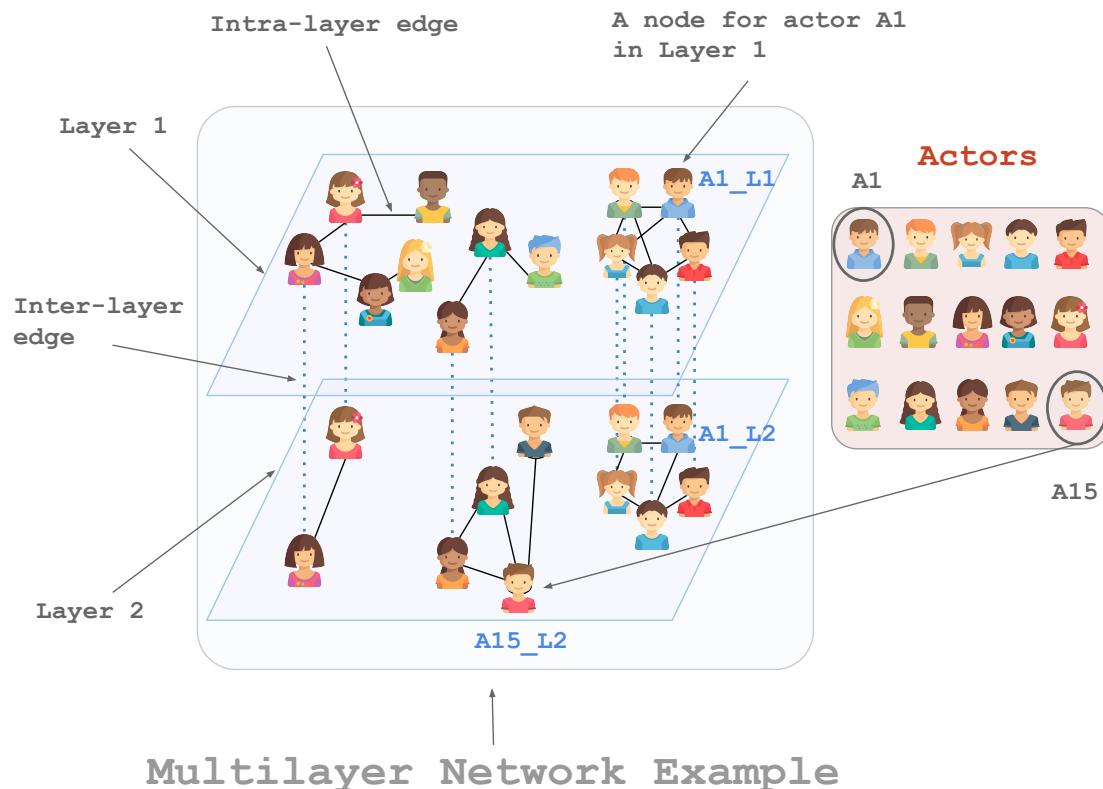 Intra-layer edge
A node for actor A1
in Layer 1
Layer 1
Actors
A1_L1
A1
Inter-layer
edge
A1_L2
A15
Layer 2
A15_L2
Multilayer Network Example